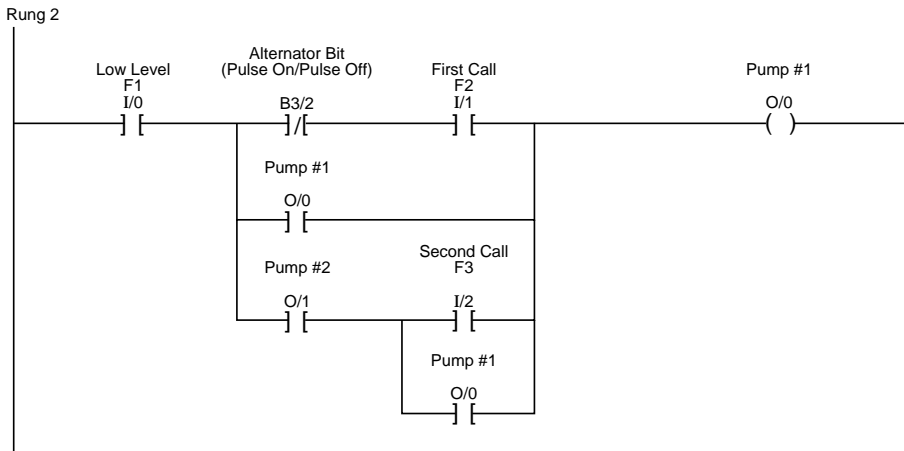 Rung 2
Alternator Bit
Low Level
(Pulse On/Pulse Off)
First Call
Pump #1
F1
F2
I/0
B3/2
I/1
O/0
Pump #1
O/0
Second Call
Pump #2
F3
O/1
I/2
Pump #1
O/0